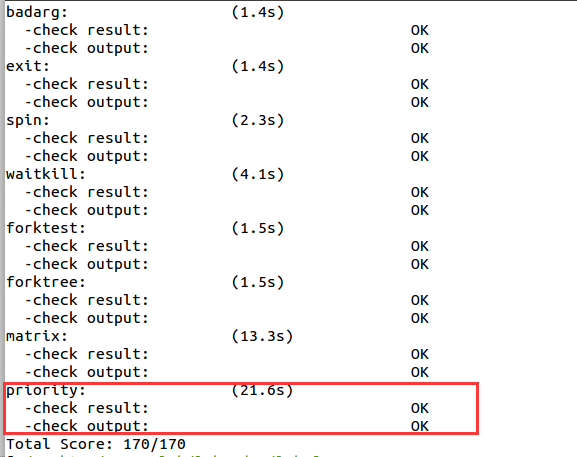 badarg: (1.4s)
-check result: OK
-check output: OK
exit: (1.4s)
-check result: OK
-check output: OK
spin: (2.3s)
-check result: OK
-check output: OK
waitkill: (4.1s)
-check result: OK
-check output: OK
forktest: (1.5s)
-check result: OK
-check output: OK
forktree: (1.5s)
-check result: OK
-check output: OK
matrix: (13.3s)
-check result: OK
-check output: OK
priority: (21.6s)
-check result: OK
-check output: OK
Total Score: 170/170